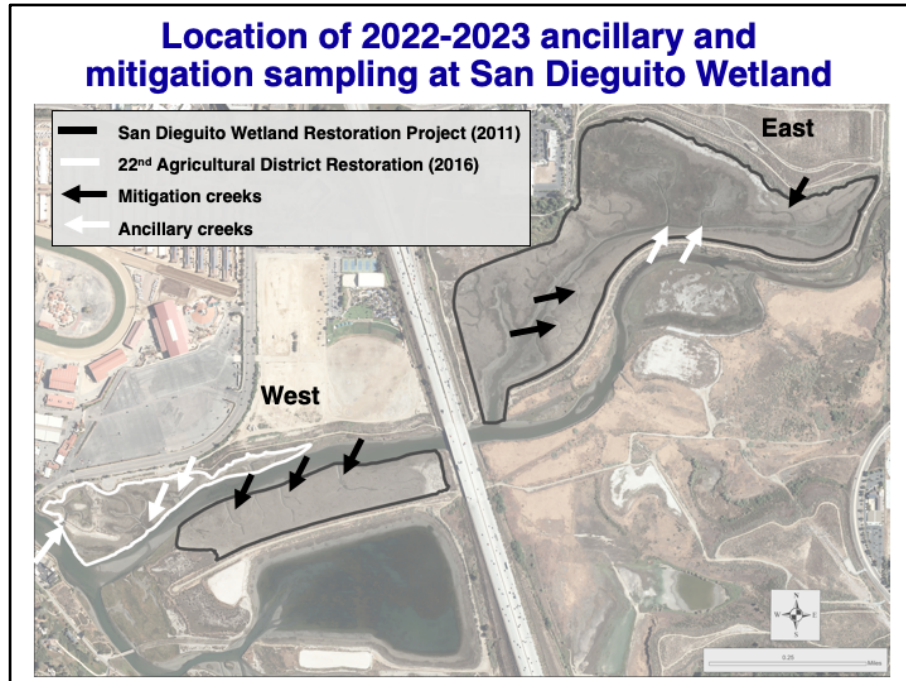 Location of 2022-2023 ancillary and
mitigation sampling at San Dieguito Wetland
San Dieguito Wetland Restoration Project (2011)
22nd Agricultural District Restoration (2016)
Mitigation creeks
Ancillary creeks
East
West
N
W E
S
0.25
Miles